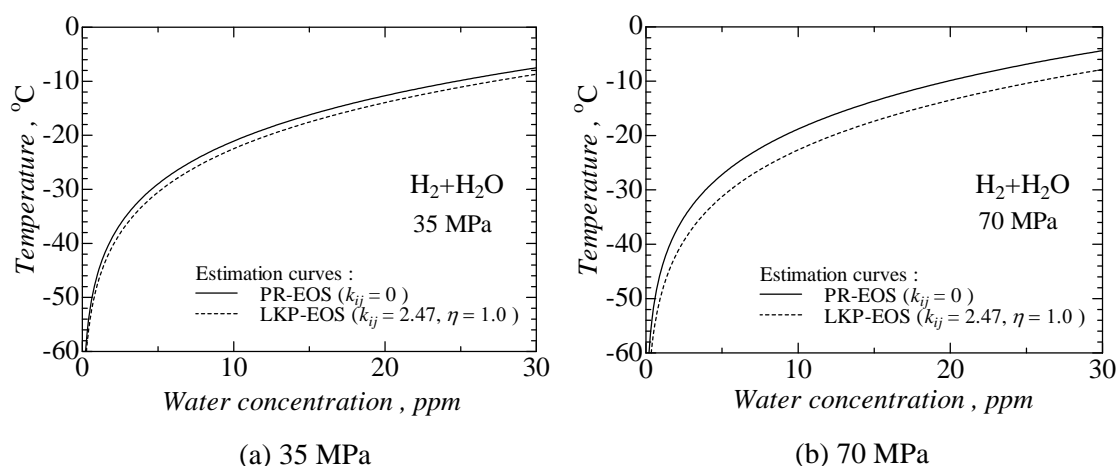 0
-10
-20
-30
-40
-50
-60
Temperature , °C
H₂+H₂O
35 MPa
Estimation curves :
PR-EOS (kij = 0 )
LKP-EOS (kij = 2.47, η = 1.0 )
0 10 20 30
Water concentration , ppm
(a) 35 MPa
0
-10
-20
-30
-40
-50
-60
Temperature , °C
H₂+H₂O
70 MPa
Estimation curves :
PR-EOS (kij = 0 )
LKP-EOS (kij = 2.47, η = 1.0 )
0 10 20 30
Water concentration , ppm
(b) 70 MPa